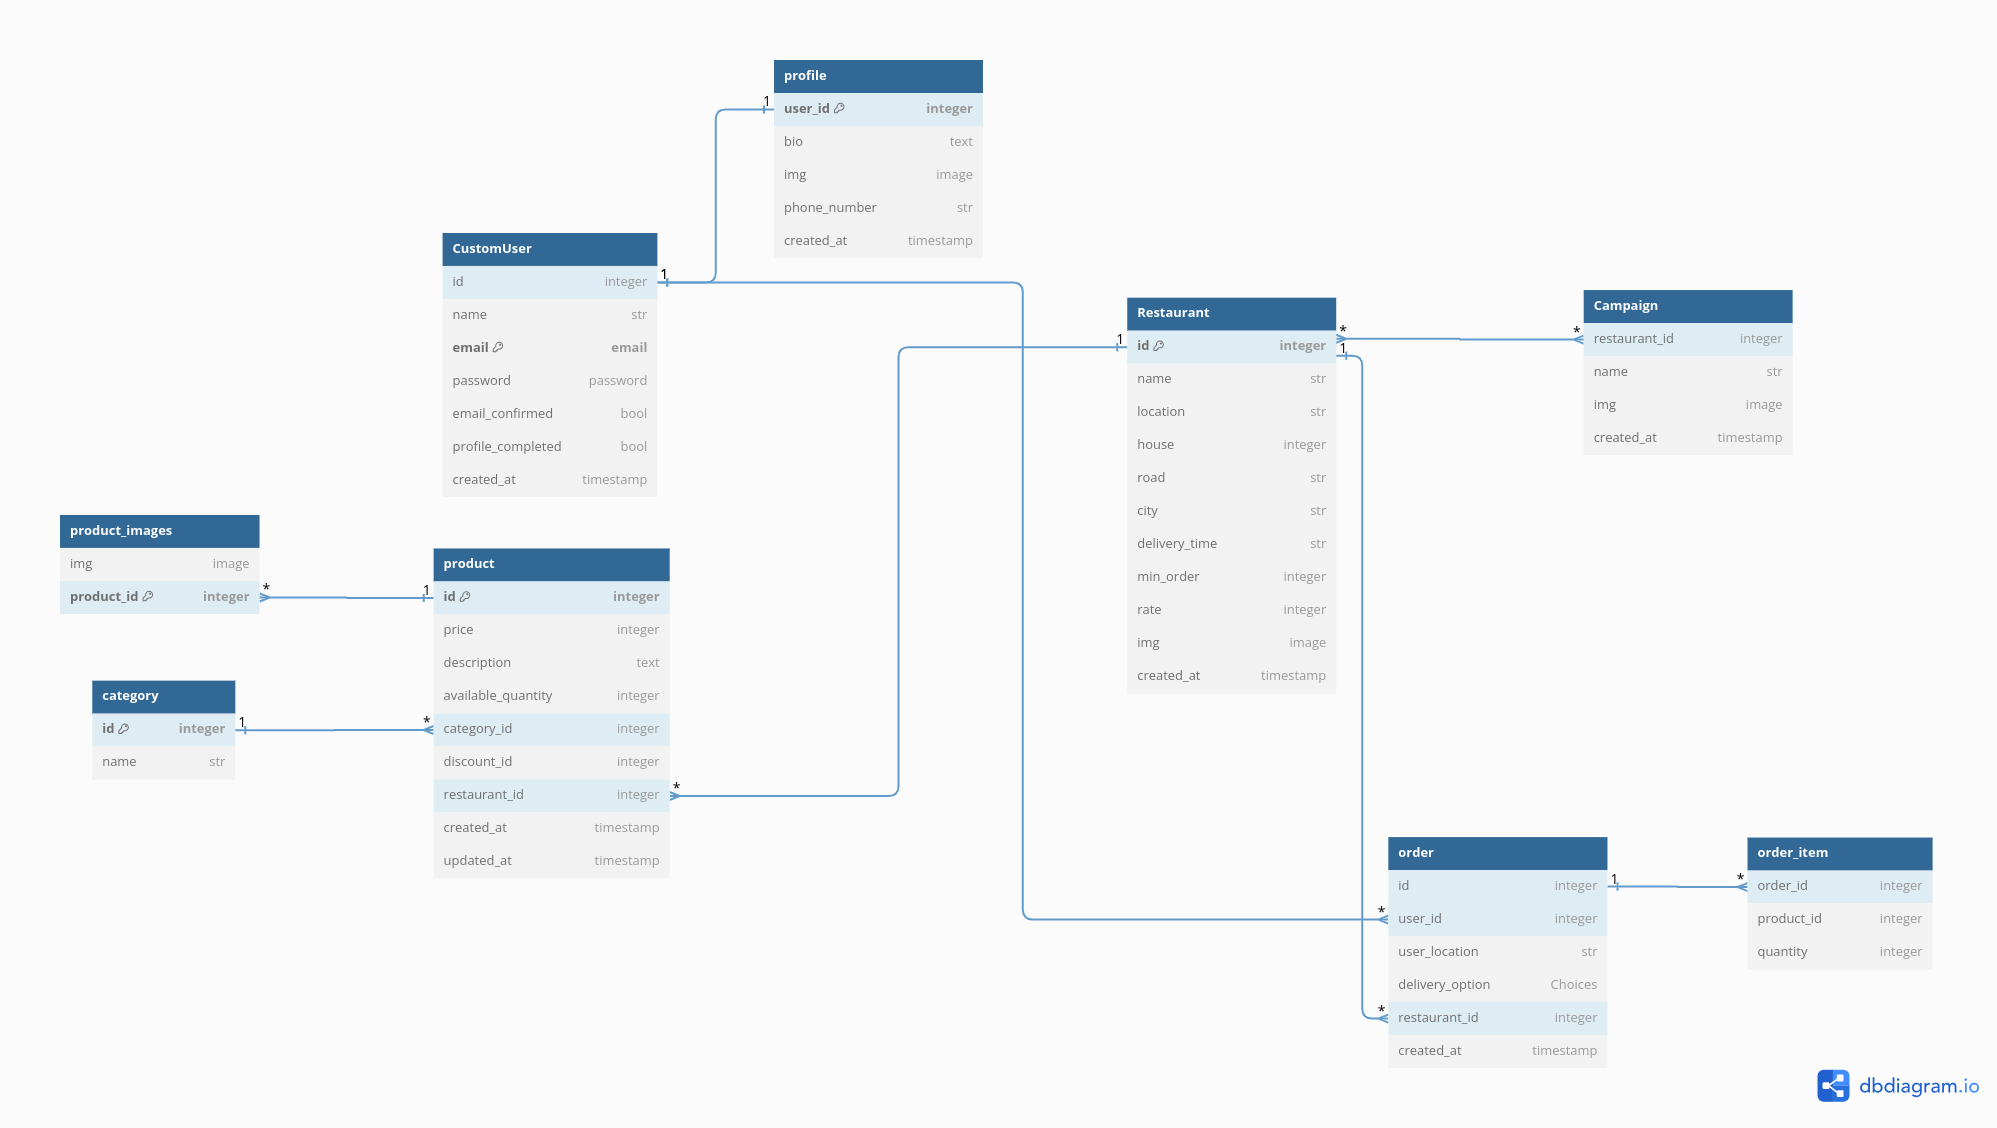 profile
user_id integer
bio text
img image
phone_number str
created_at timestamp
1
CustomUser
id integer
name str
email email
password password
email_confirmed bool
profile_completed bool
created_at timestamp
1
Restaurant
id integer
name str
location str
house integer
road str
city str
delivery_time str
min_order integer
rate integer
img image
created_at timestamp
1
*
1
Campaign
restaurant_id integer
name str
img image
created_at timestamp
*
product_images
img image
product_id integer
*
product
id integer
price integer
description text
available_quantity integer
category_id integer
discount_id integer
restaurant_id integer
created_at timestamp
updated_at timestamp
1
*
*
category
id integer
name str
1
order
id integer
user_id integer
user_location str
delivery_option Choices
restaurant_id integer
created_at timestamp
1
*
*
order_item
order_id integer
product_id integer
quantity integer
*
dbdiagram.io